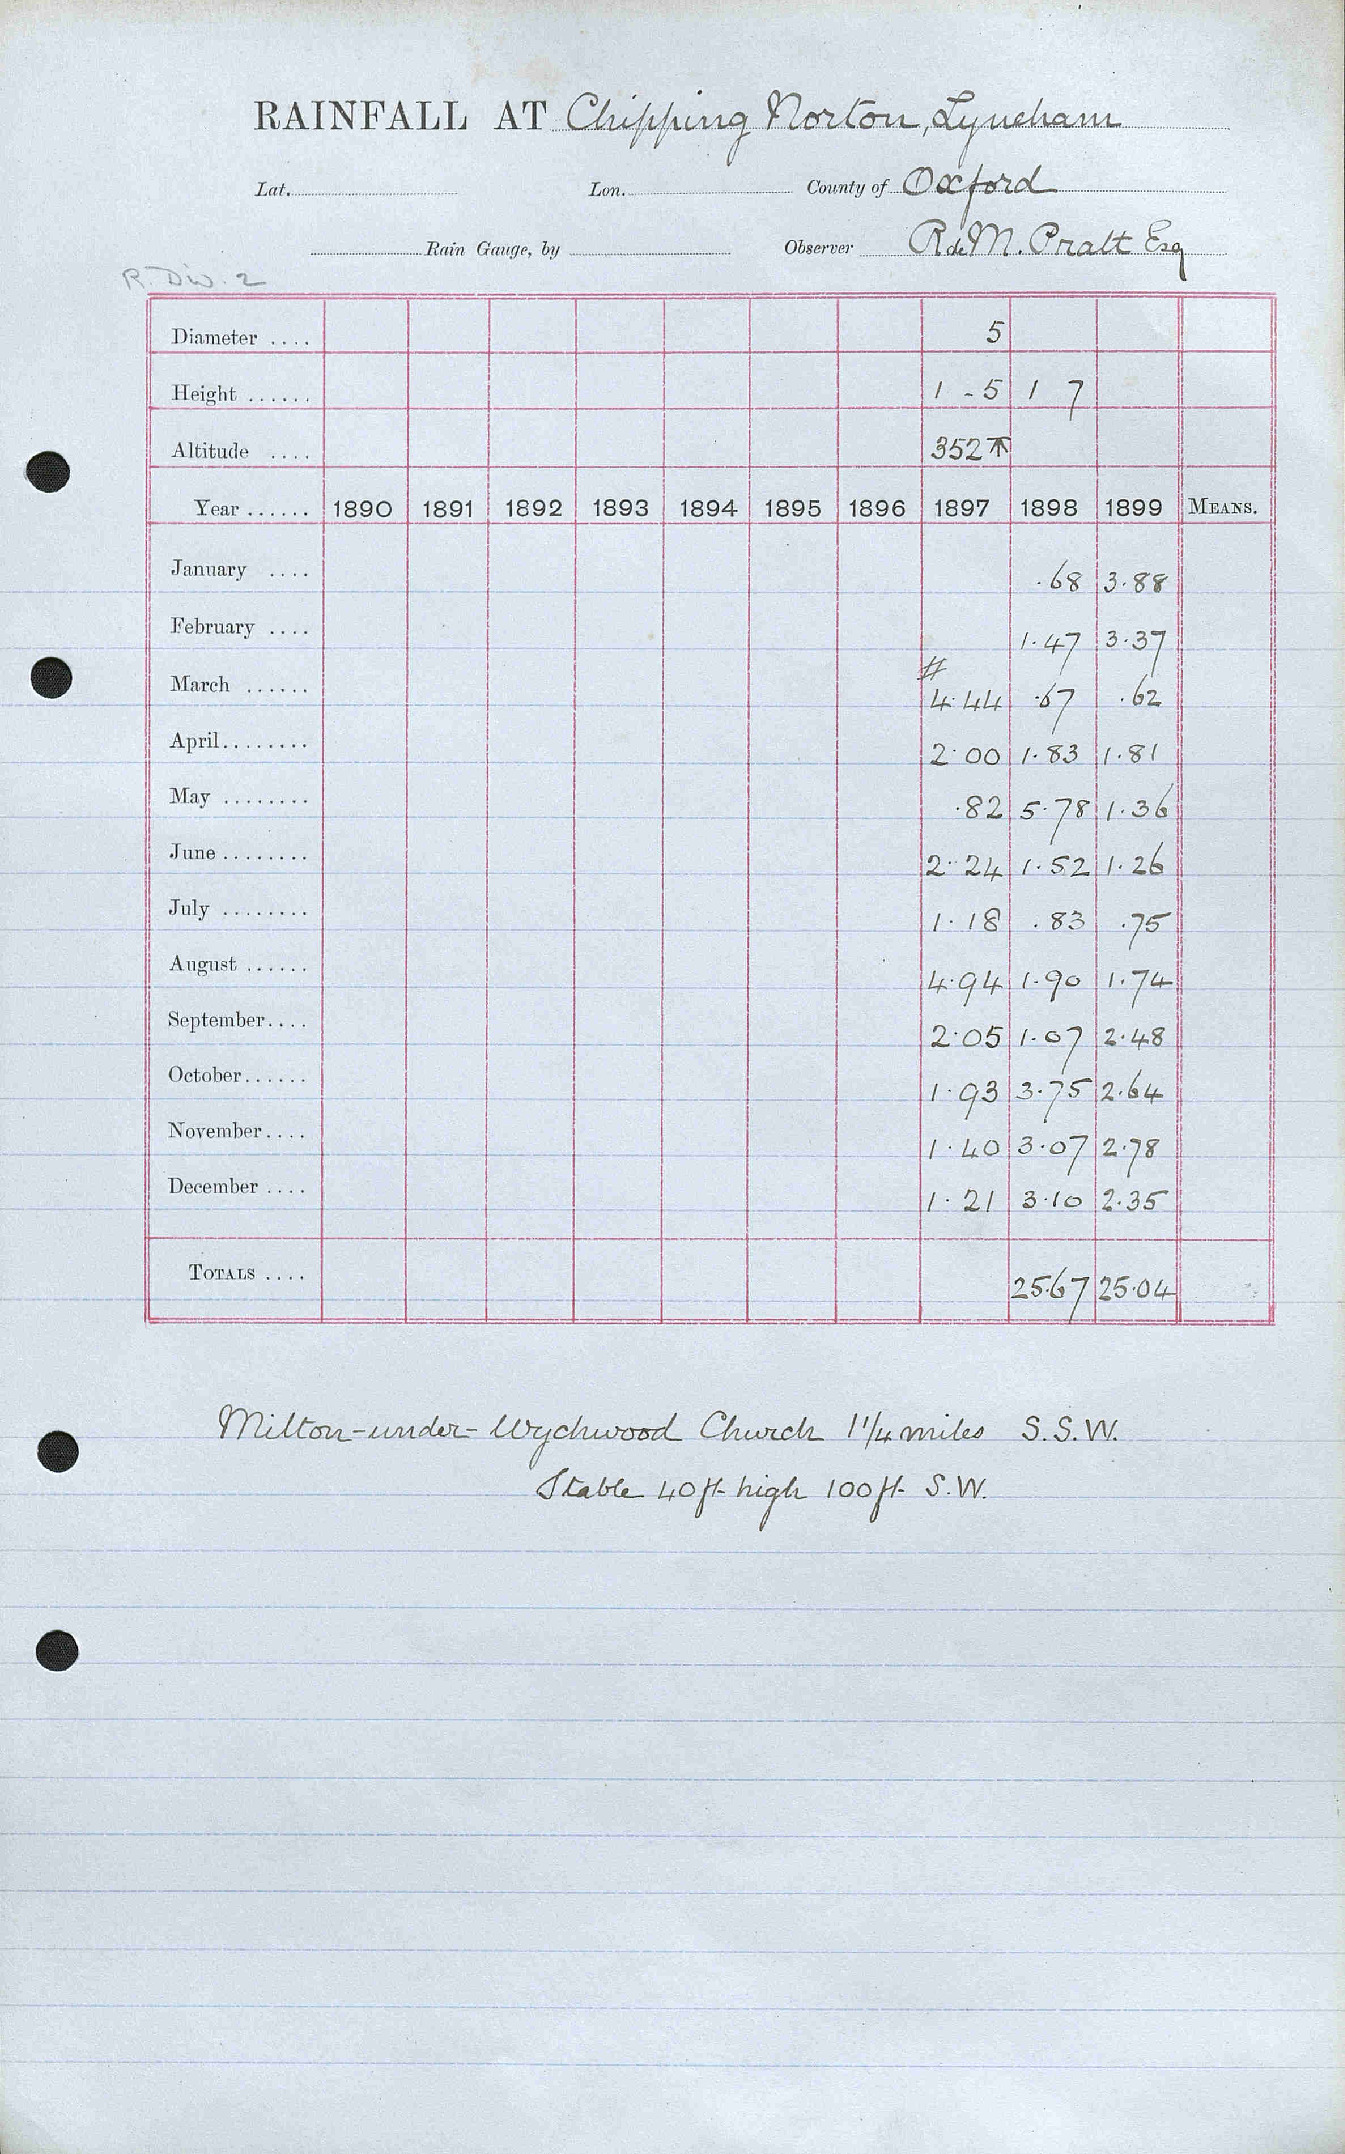 RAINFALL AT Chipping Norton, Lyneham
Lat. Lon. County of Oxford
Rain Gauge, by Observer R de M. Pratt Esq
R. Div. 2
Diameter .... 5
Height ...... 1 - 5 1 7
Altitude .... 352
Year ...... 1890 1891 1892 1893 1894 1895 1896 1897 1898 1899 MEANS.
January .... .68 3.88
February .... 1.47 3.37
#
March ...... 4.44 .67 .62
April........ 2.00 1.83 1.81
May ........ .82 5.78 1.36
June ........ 2.24 1.52 1.26
July ........ 1.18 .83 .75
August ...... 4.94 1.90 1.74
September.... 2.05 1.07 2.48
October...... 1.93 3.75 2.64
November.... 1.40 3.07 2.78
December .... 1.21 3.10 2.35
TOTALS .... 25.67 25.04
Milton-under-Wychwood Church 1 1/4 miles S.S.W.
Stable 40ft high 100ft S.W.